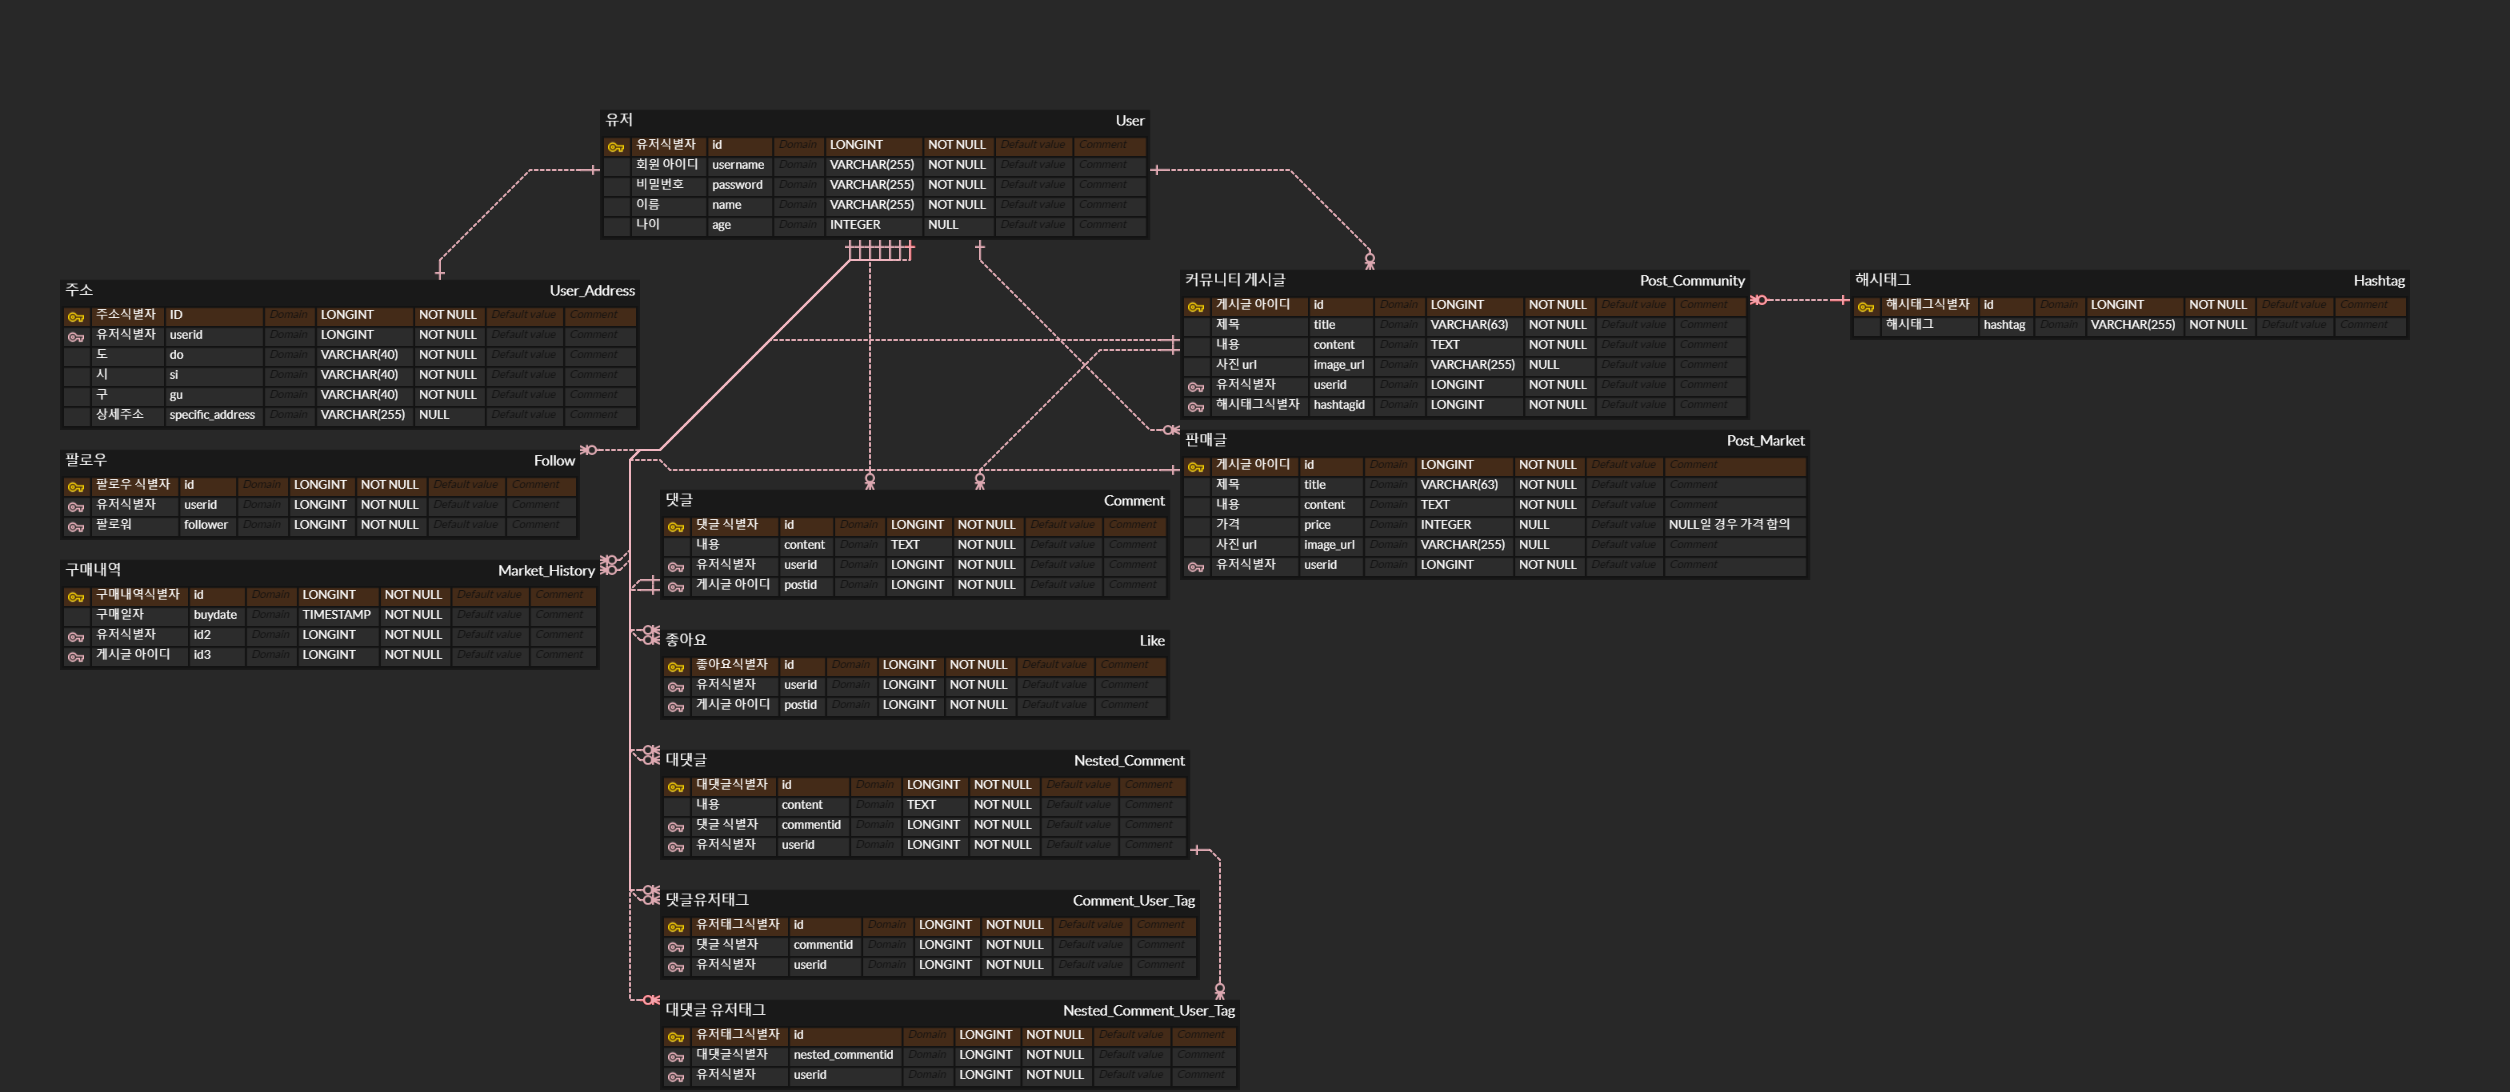 유저 User
유저식별자 id Domain LONGINT NOT NULL Default value Comment
회원 아이디 username Domain VARCHAR(255) NOT NULL Default value Comment
비밀번호 password Domain VARCHAR(255) NOT NULL Default value Comment
이름 name Domain VARCHAR(255) NOT NULL Default value Comment
나이 age Domain INTEGER NULL Default value Comment
주소 User_Address
주소식별자 ID Domain LONGINT NOT NULL Default value Comment
유저식별자 userid Domain LONGINT NOT NULL Default value Comment
도 do Domain VARCHAR(40) NOT NULL Default value Comment
시 si Domain VARCHAR(40) NOT NULL Default value Comment
구 gu Domain VARCHAR(40) NOT NULL Default value Comment
상세주소 specific_address Domain VARCHAR(255) NULL Default value Comment
커뮤니티 게시글 Post_Community
게시글 아이디 id Domain LONGINT NOT NULL Default value Comment
제목 title Domain VARCHAR(63) NOT NULL Default value Comment
내용 content Domain TEXT NOT NULL Default value Comment
사진 url image_url Domain VARCHAR(255) NULL Default value Comment
유저식별자 userid Domain LONGINT NOT NULL Default value Comment
해시태그식별자 hashtagid Domain LONGINT NOT NULL Default value Comment
해시태그 Hashtag
해시태그식별자 id Domain LONGINT NOT NULL Default value Comment
해시태그 hashtag Domain VARCHAR(255) NOT NULL Default value Comment
팔로우 Follow
팔로우 식별자 id Domain LONGINT NOT NULL Default value Comment
유저식별자 userid Domain LONGINT NOT NULL Default value Comment
팔로워 follower Domain LONGINT NOT NULL Default value Comment
판매글 Post_Market
게시글 아이디 id Domain LONGINT NOT NULL Default value Comment
제목 title Domain VARCHAR(63) NOT NULL Default value Comment
내용 content Domain TEXT NOT NULL Default value Comment
가격 price Domain INTEGER NULL Default value NULL일 경우 가격 합의
사진 url image_url Domain VARCHAR(255) NULL Default value Comment
유저식별자 userid Domain LONGINT NOT NULL Default value Comment
댓글 Comment
댓글 식별자 id Domain LONGINT NOT NULL Default value Comment
내용 content Domain TEXT NOT NULL Default value Comment
유저식별자 userid Domain LONGINT NOT NULL Default value Comment
게시글 아이디 postid Domain LONGINT NOT NULL Default value Comment
구매내역 Market_History
구매내역식별자 id Domain LONGINT NOT NULL Default value Comment
구매일자 buydate Domain TIMESTAMP NOT NULL Default value Comment
유저식별자 id2 Domain LONGINT NOT NULL Default value Comment
게시글 아이디 id3 Domain LONGINT NOT NULL Default value Comment
좋아요 Like
좋아요식별자 id Domain LONGINT NOT NULL Default value Comment
유저식별자 userid Domain LONGINT NOT NULL Default value Comment
게시글 아이디 postid Domain LONGINT NOT NULL Default value Comment
대댓글 Nested_Comment
대댓글식별자 id Domain LONGINT NOT NULL Default value Comment
내용 content Domain TEXT NOT NULL Default value Comment
댓글 식별자 commentid Domain LONGINT NOT NULL Default value Comment
유저식별자 userid Domain LONGINT NOT NULL Default value Comment
댓글유저태그 Comment_User_Tag
유저태그식별자 id Domain LONGINT NOT NULL Default value Comment
댓글 식별자 commentid Domain LONGINT NOT NULL Default value Comment
유저식별자 userid Domain LONGINT NOT NULL Default value Comment
대댓글 유저태그 Nested_Comment_User_Tag
유저태그식별자 id Domain LONGINT NOT NULL Default value Comment
대댓글식별자 nested_commentid Domain LONGINT NOT NULL Default value Comment
유저식별자 userid Domain LONGINT NOT NULL Default value Comment